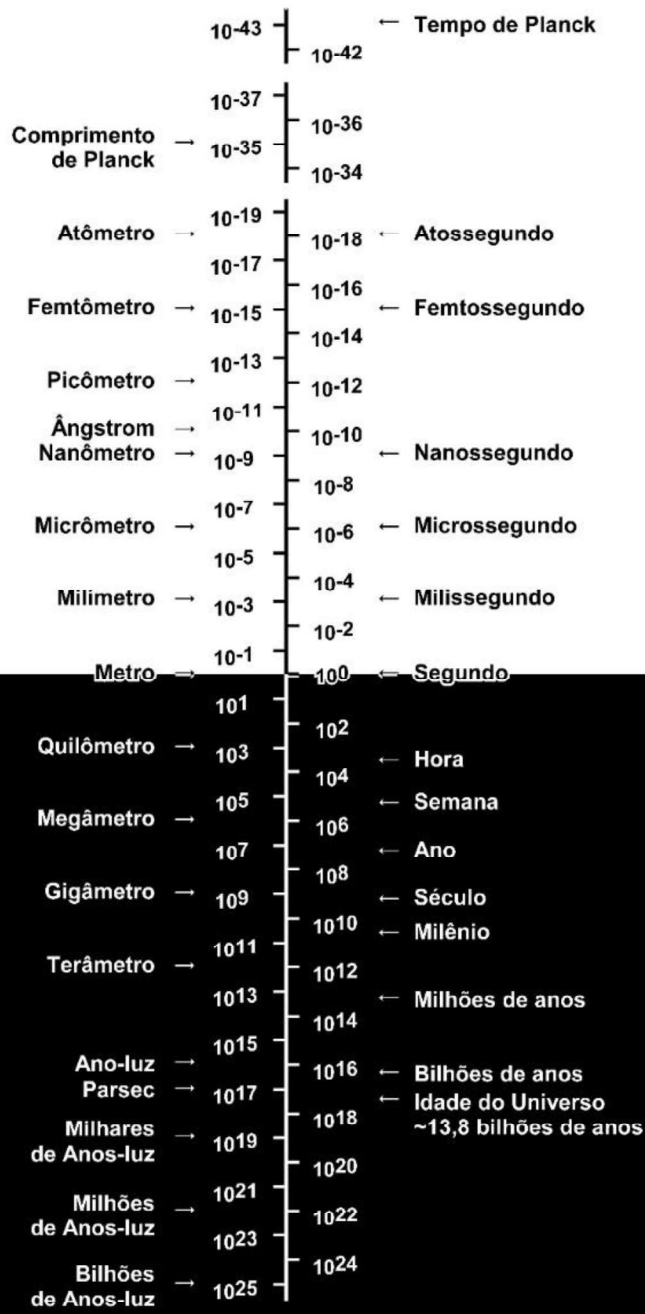 10-43 ← Tempo de Planck
10-42
10-37
10-36
Comprimento
de Planck → 10-35
10-34
10-19
Atômetro → 10-18 ← Atossegundo
10-17
10-16
Femtômetro → 10-15 ← Femtossegundo
10-14
10-13
Picômetro → 10-12
10-11
Ângstrom → 10-10
Nanômetro → 10-9 ← Nanossegundo
10-8
10-7
Micrômetro → 10-6 ← Microssegundo
10-5
10-4
Milimetro → 10-3 ← Milissegundo
10-2
10-1
Metro → 100 ← Segundo
101
102
Quilômetro → 103
← Hora
104
105 ← Semana
Megâmetro → 106
107 ← Ano
108
Gigâmetro → 109 ← Século
1010
← Milênio
1011
Terâmetro → 1012
1013 ← Milhões de anos
1014
1015
Ano-luz → 1016 ← Bilhões de anos
Parsec → 1017
← Idade do Universo
~13,8 bilhões de anos
1018
Milhares
de Anos-luz → 1019
1020
1021
Milhões
de Anos-luz → 1022
1023
1024
Bilhões
de Anos-luz → 1025